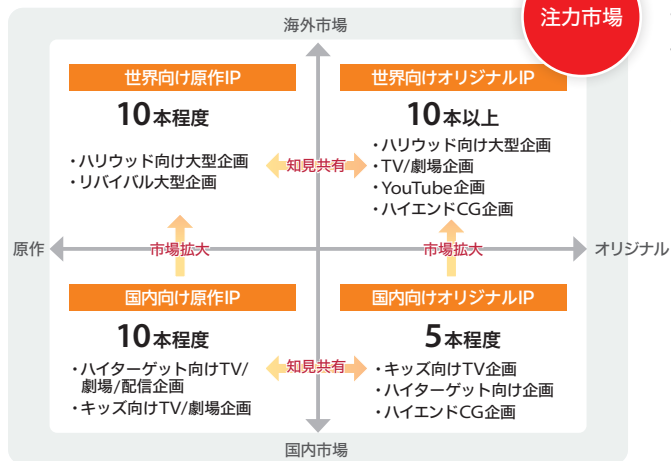 注力市場
海外市場
世界向け原作IP
10本程度
・ハリウッド向け大型企画
・リバイバル大型企画
知見共有
世界向けオリジナルIP
10本以上
・ハリウッド向け大型企画
・TV/劇場企画
・YouTube企画
・ハイエンドCG企画
原作
市場拡大
市場拡大
オリジナル
国内向け原作IP
10本程度
・ハイターゲット向けTV/
劇場/配信企画
・キッズ向けTV/劇場企画
知見共有
国内向けオリジナルIP
5本程度
・キッズ向けTV企画
・ハイターゲット向け企画
・ハイエンドCG企画
国内市場